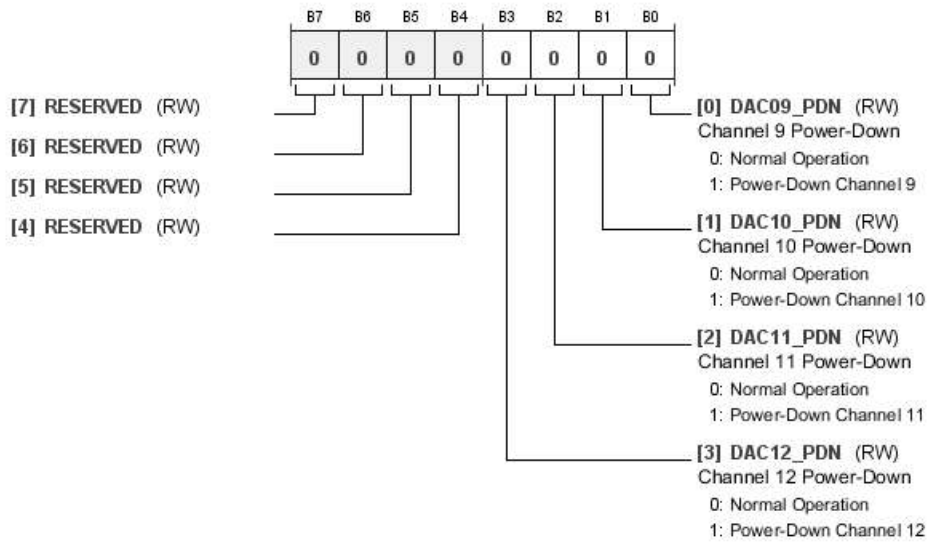 B7 B6 B5 B4 B3 B2 B1 B0
0 0 0 0 0 0 0 0
[7] RESERVED (RW)
[6] RESERVED (RW)
[5] RESERVED (RW)
[4] RESERVED (RW)
[0] DAC09_PDN (RW)
Channel 9 Power-Down
0: Normal Operation
1: Power-Down Channel 9
[1] DAC10_PDN (RW)
Channel 10 Power-Down
0: Normal Operation
1: Power-Down Channel 10
[2] DAC11_PDN (RW)
Channel 11 Power-Down
0: Normal Operation
1: Power-Down Channel 11
[3] DAC12_PDN (RW)
Channel 12 Power-Down
0: Normal Operation
1: Power-Down Channel 12